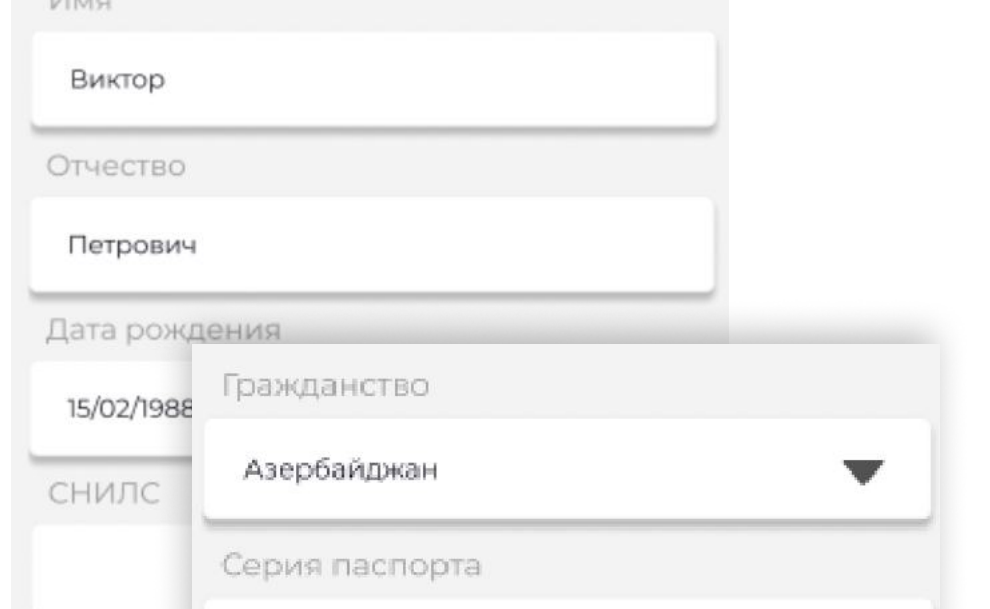 Имя
Виктор
Отчество
Петрович
Дата рождения
15/02/1988
СНИЛС
Гражданство
Азербайджан
Серия паспорта